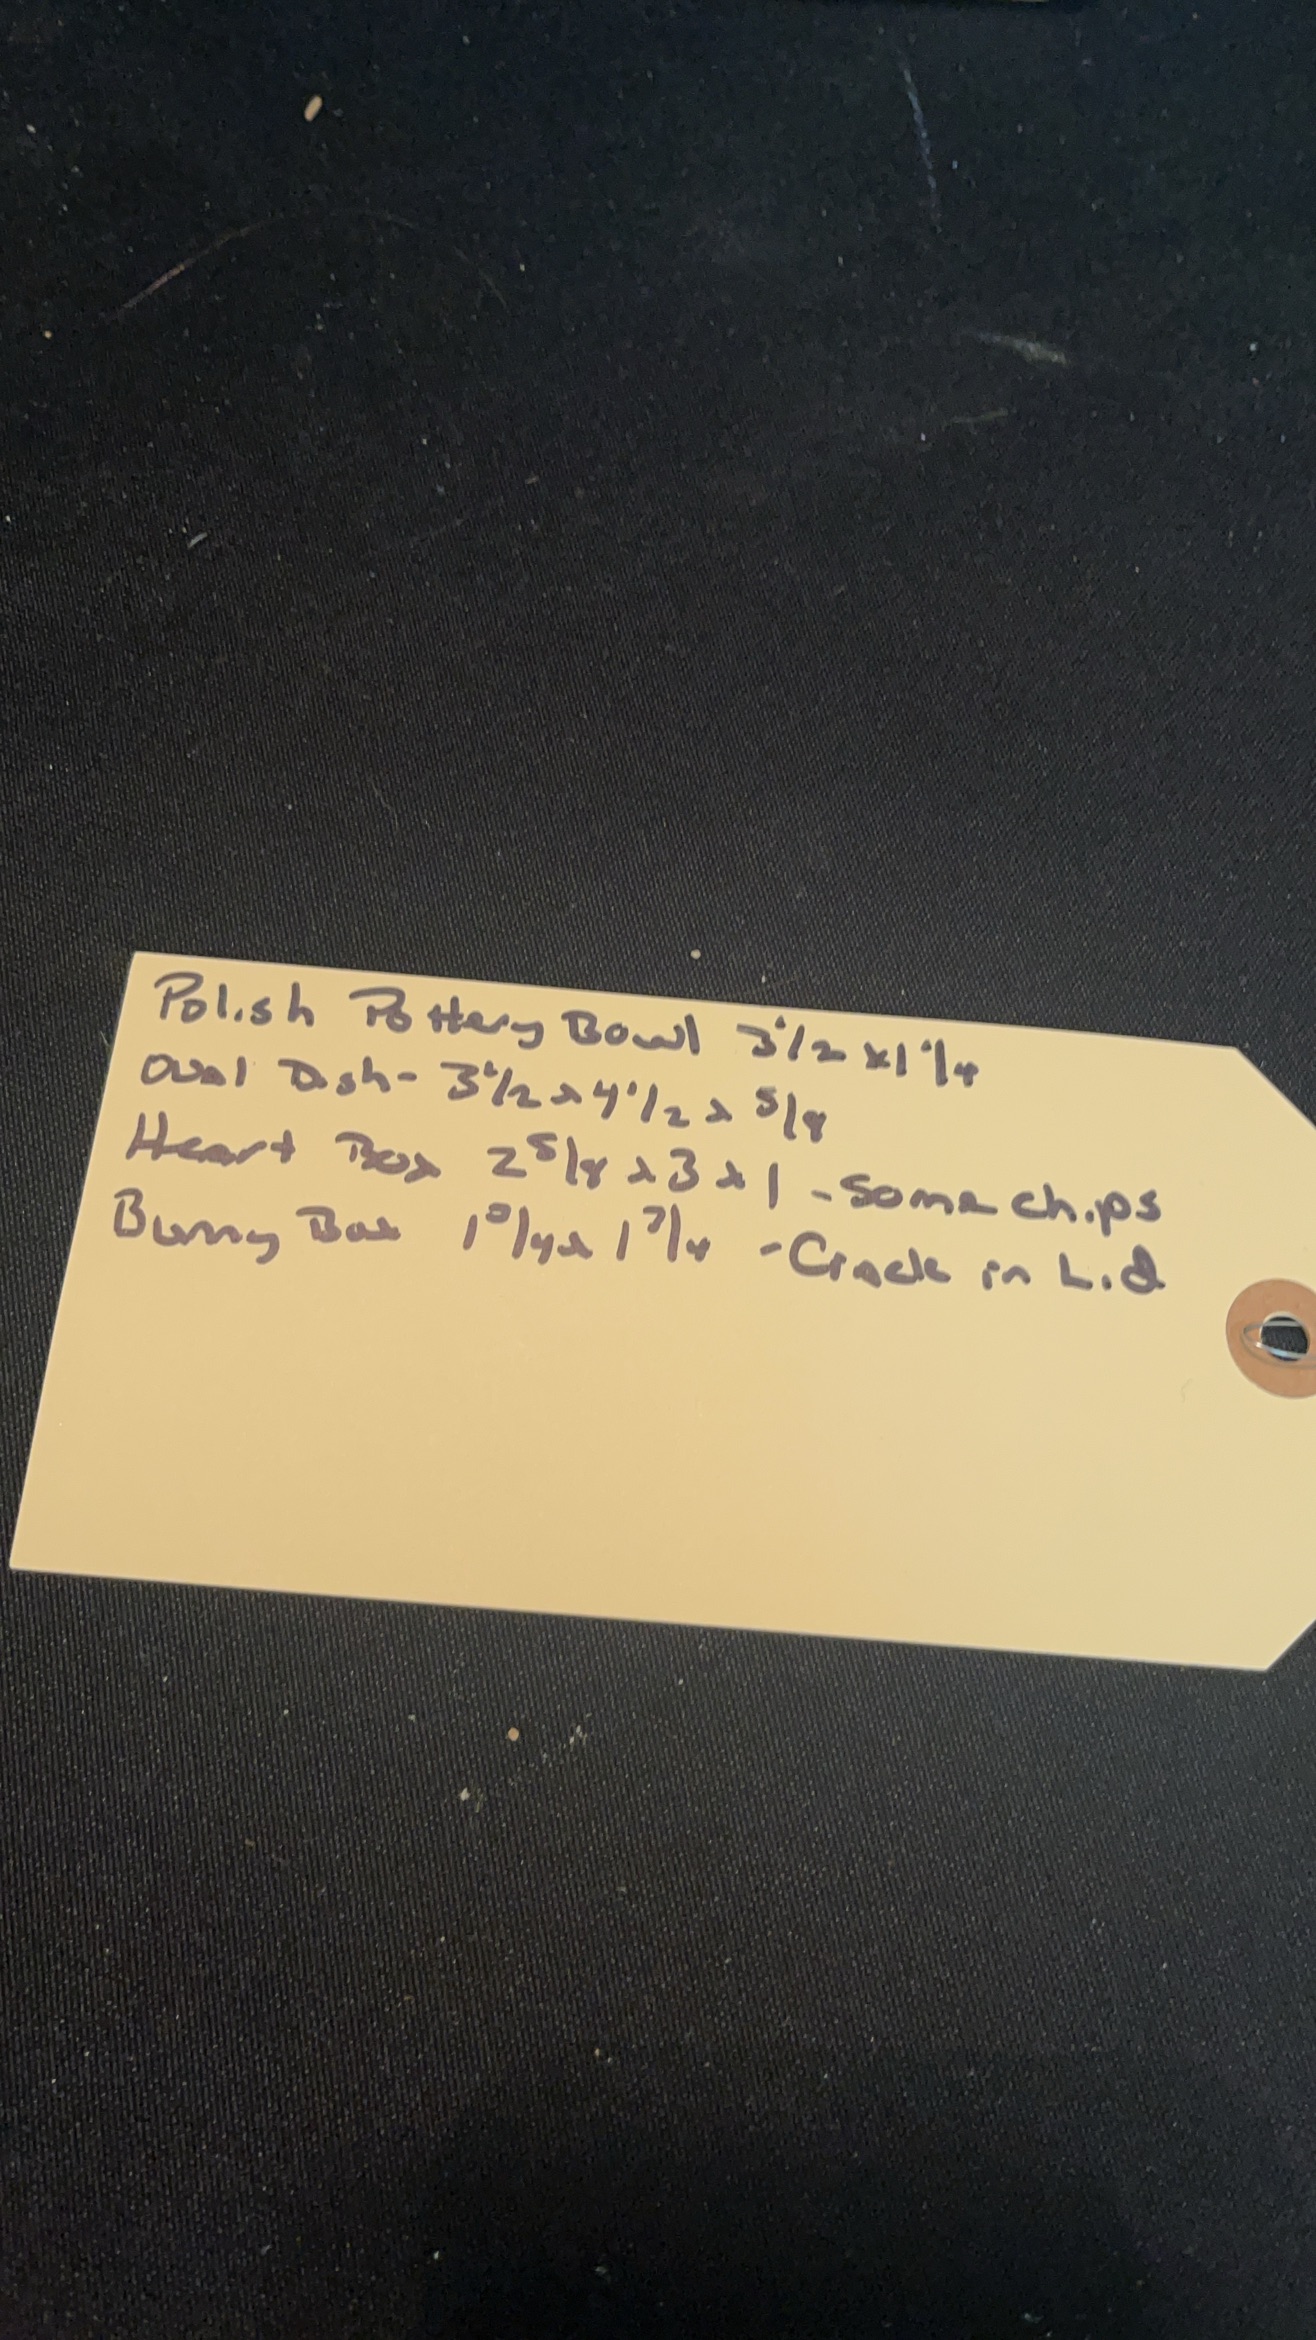 Polish Pottery Bowl 3 1/2 x 1 1/4
Oval Dish - 3 1/2 x 4 1/2 x 5/8
Heart Box 2 5/8 x 3 x 1 - Some chips
Bunny Box 1 3/4 x 1 3/4 - Crack in Lid